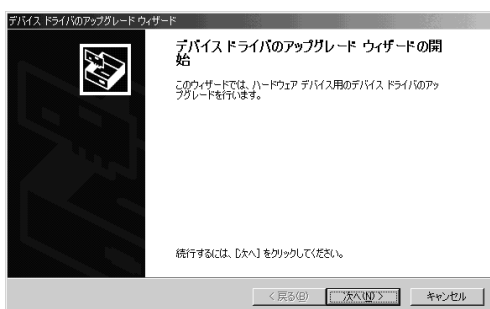 デバイス ドライバのアップグレード ウィザード
デバイス ドライバのアップグレード ウィザードの開
始
このウィザードでは、ハードウェア デバイス用のデバイス ドライバのアッ
プグレードを行います。
続行するには、[次へ] をクリックしてください。
< 戻る(B) 次へ(N) > キャンセル